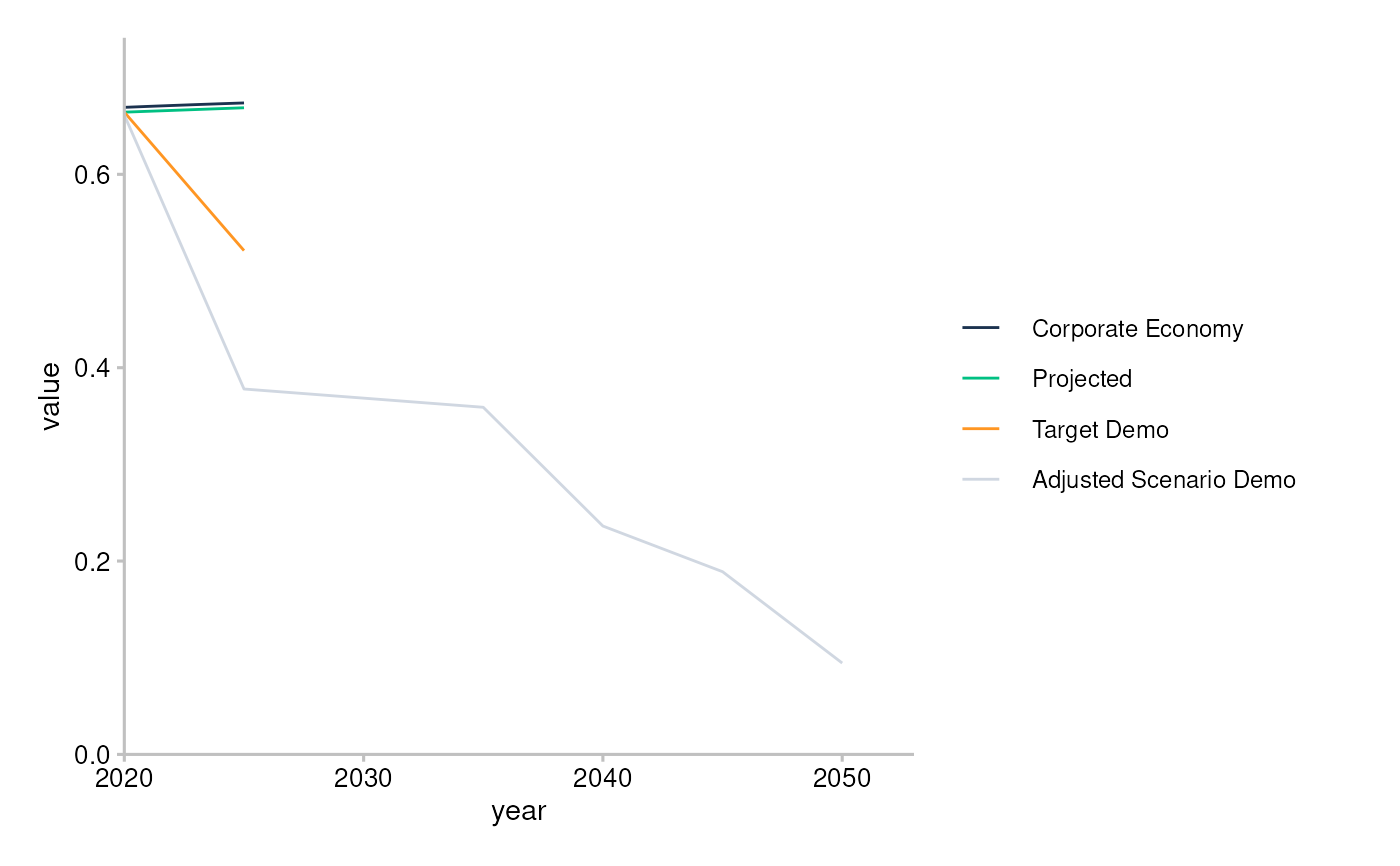 0.6
0.4
0.2
0.0
value
2020
2030
2040
2050
year
Corporate Economy
Projected
Target Demo
Adjusted Scenario Demo